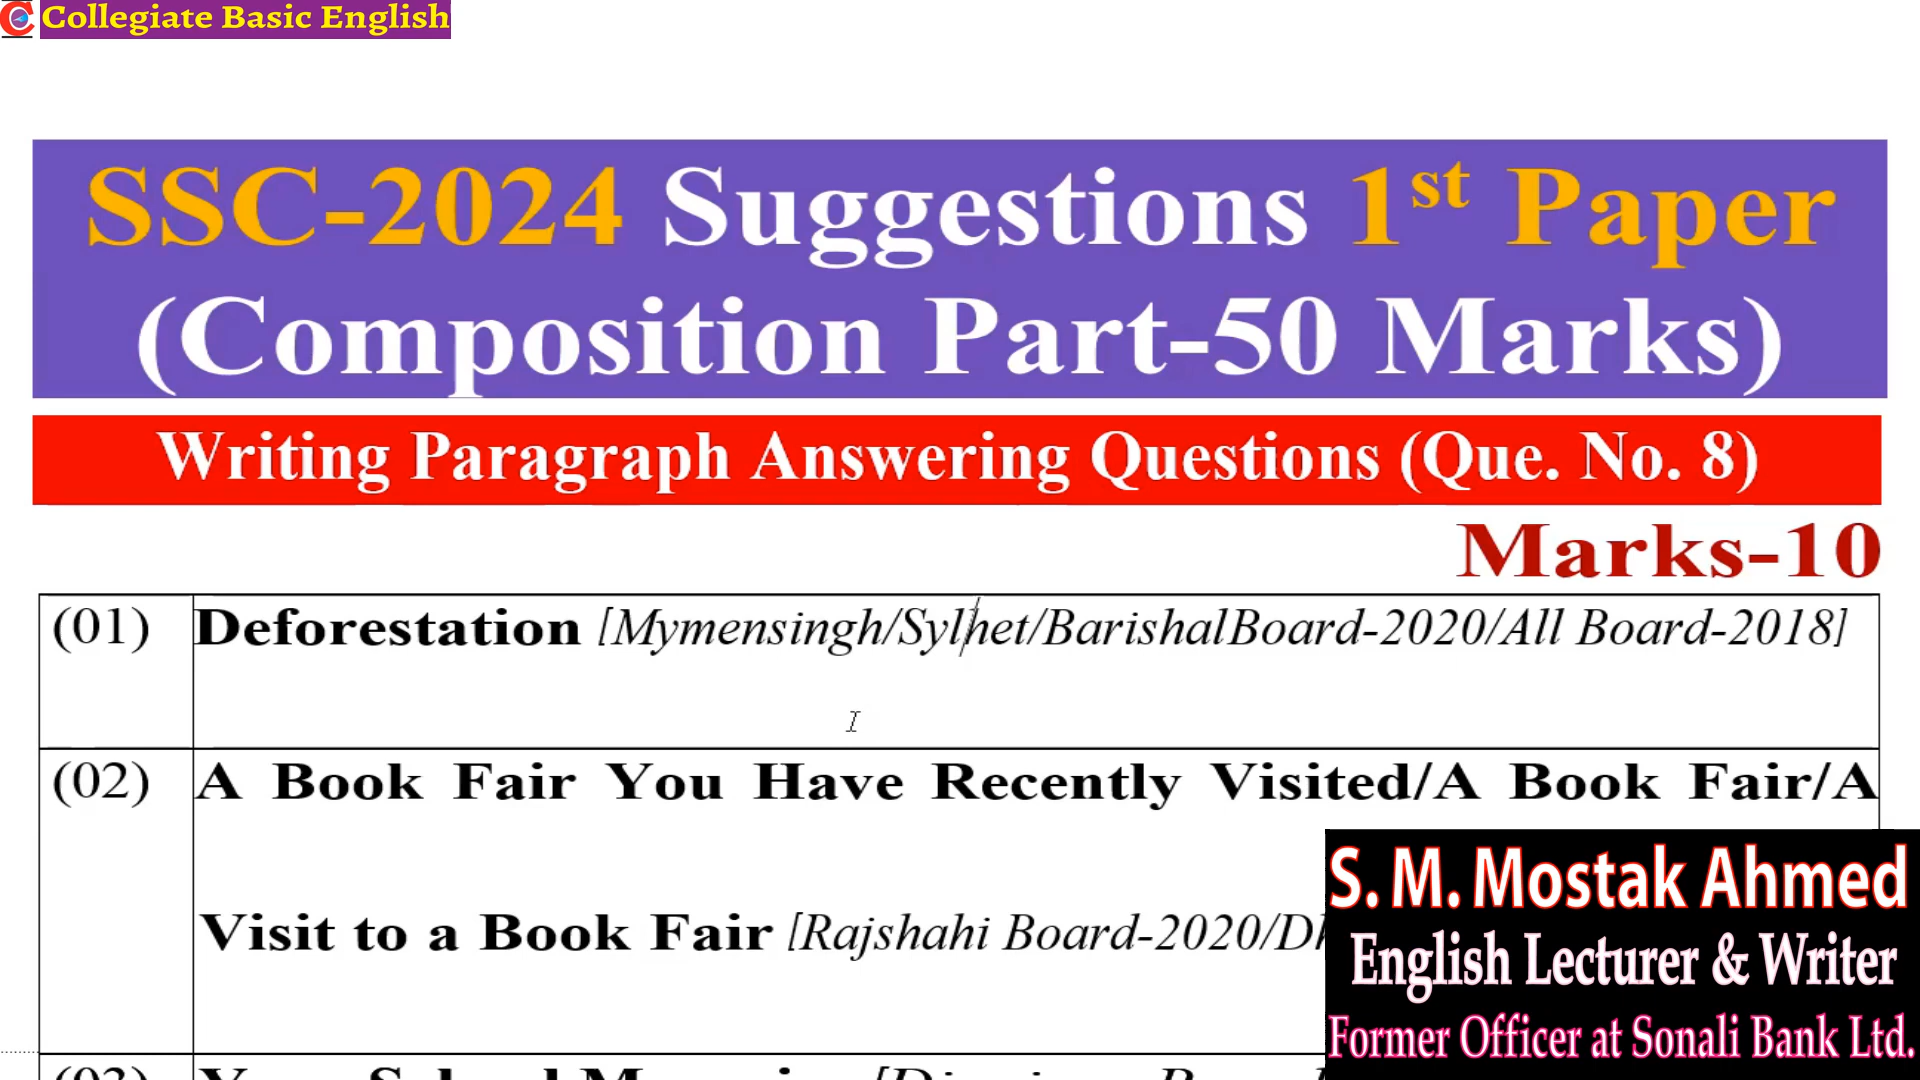 Collegiate Basic English
SSC-2024 Suggestions 1st Paper
(Composition Part-50 Marks)
Writing Paragraph Answering Questions (Que. No. 8)
Marks-10
(01) Deforestation [Mymensingh/Sylhet/BarishalBoard-2020/All Board-2018]
(02) A Book Fair You Have Recently Visited/A Book Fair/A
Visit to a Book Fair [Rajshahi Board-2020/
S. M. Mostak Ahmed
English Lecturer & Writer
Former Officer at Sonali Bank Ltd.